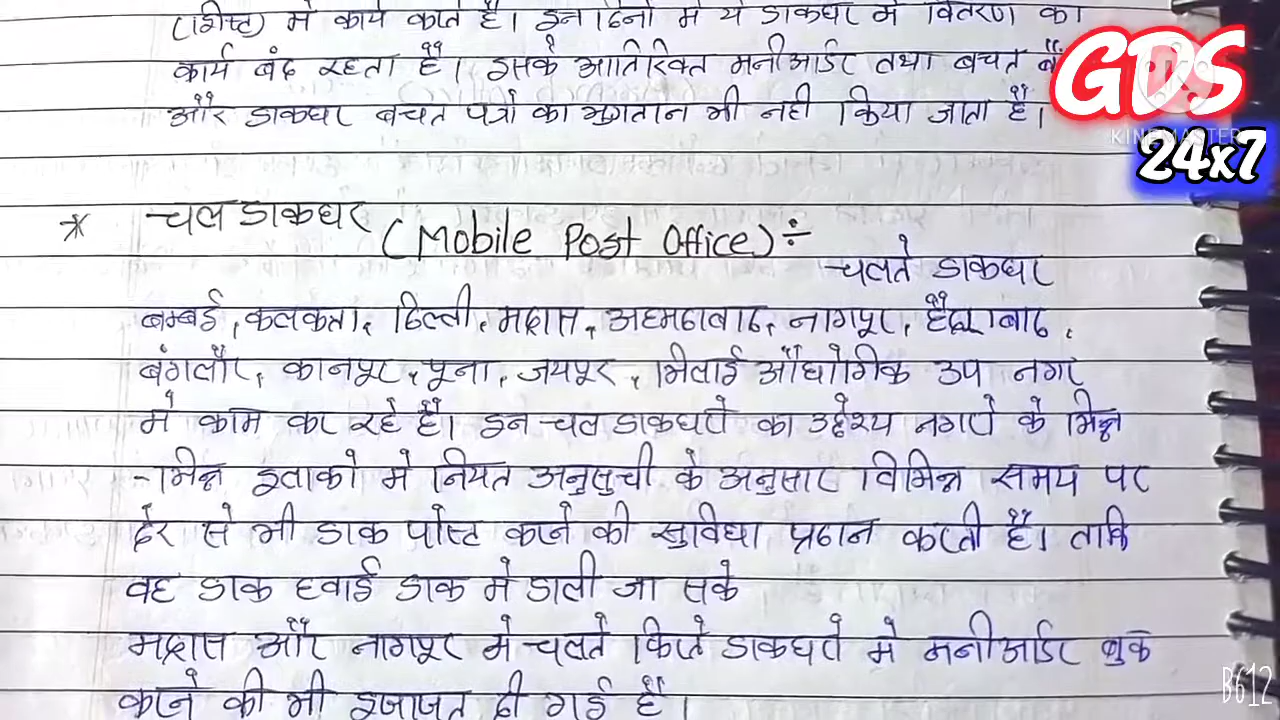 (शिफ्ट) मे कार्य करते है। इन दिनो मे ये डाकघर मे वितरण का
कार्य बंद रहता है। इसके अतिरिक्त मनीआर्डर तथा बचत बैं
और डाकघर बचत पत्रो का भुगतान भी नही किया जाता है।
GDS
KINEMASTER
24x7
* चल डाकघर (Mobile Post Office) ÷
चलते डाकघर
बम्बई, कलकता, दिल्ली, मद्रास, अहमदाबाद, नागपूर, हैदराबाद,
बंगलौर, कानपूर, पूना, जयपूर, भिलाई औधोगिक उप नगर
मे काम कर रहे है। इन चल डाकघरो का उद्देश्य नगरो के भिन्न
- भिन्न इलाको मे नियत अनुसुची के अनुसार विभिन्न समय पर
देर से भी डाक पोस्ट करने की सुविधा प्रदान करती है। ताकि
वह डाक हवाई डाक मे डाली जा सके
मद्रास और नागपूर मे चलते फिरते डाकघरो मे मनीआर्डर बुक
करने की भी इजाजत दी गई है।
B612